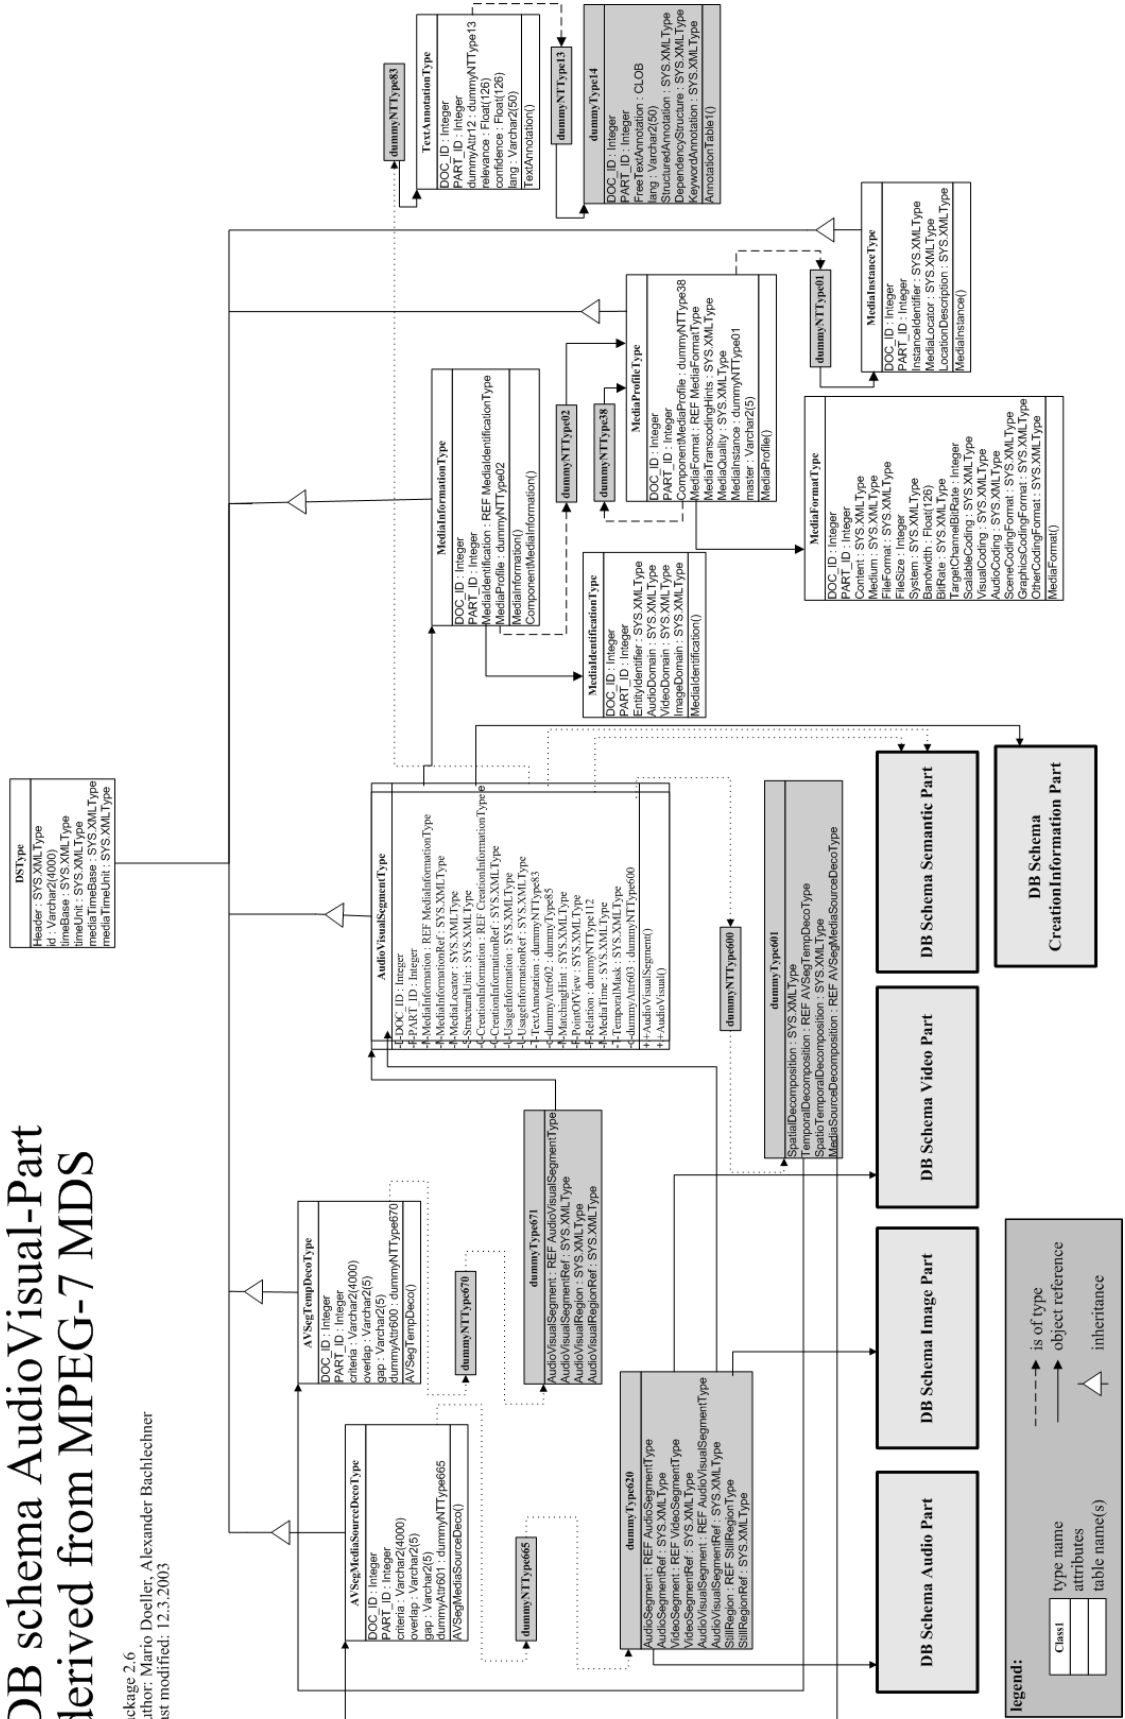 DB schema AudioVisual-Part
derived from MPEG-7 MDS
ckage 2.6
uthor: Mario Doeller, Alexander Bachlechner
ast modified: 12.3.2003
DSType
Header : SYS.XMLType
id : Varchar2(4000)
timeBase : SYS.XMLType
timeUnit : SYS.XMLType
mediaTimeBase : SYS.XMLType
mediaTimeUnit : SYS.XMLType
AVSegMediaSourceDecoType
DOC_ID : Integer
PART_ID : Integer
criteria : Varchar2(4000)
overlap : Varchar2(5)
gap : Varchar2(5)
dummyAttr601 : dummyNTType665
AVSegMediaSourceDeco()
AVSegTempDecoType
DOC_ID : Integer
PART_ID : Integer
criteria : Varchar2(4000)
overlap : Varchar2(5)
gap : Varchar2(5)
dummyAttr600 : dummyNTType670
AVSegTempDeco()
AudioVisualSegmentType
-DOC_ID : Integer
-PART_ID : Integer
-MediaInformation : REF MediaInformationType
-MediaInformationRef : SYS.XMLType
-MediaLocator : SYS.XMLType
-StructuralUnit : SYS.XMLType
-CreationInformation : REF CreationInformationType
-CreationInformationRef : SYS.XMLType
-UsageInformation : SYS.XMLType
-UsageInformationRef : SYS.XMLType
-TextAnnotation : dummyNTType83
-dummyAttr602 : dummyType85
-MatchingHint : SYS.XMLType
-PointOfView : SYS.XMLType
-Relation : dummyNTType112
-MediaTime : SYS.XMLType
-TemporalMask : SYS.XMLType
-dummyAttr603 : dummyNTType600
+AudioVisualSegment()
+AudioVisual()
MediaInformationType
DOC_ID : Integer
PART_ID : Integer
MediaIdentification : REF MediaIdentificationType
MediaProfile : dummyNTType02
MediaInformation()
ComponentMediaInformation()
dummyNTType83
TextAnnotationType
DOC_ID : Integer
PART_ID : Integer
dummyAttr12 : dummyNTType13
relevance : Float(126)
confidence : Float(126)
lang : Varchar2(50)
TextAnnotation()
dummyNTType13
dummyType14
DOC_ID : Integer
PART_ID : Integer
FreeTextAnnotation : CLOB
lang : Varchar2(50)
StructuredAnnotation : SYS.XMLType
DependencyStructure : SYS.XMLType
KeywordAnnotation : SYS.XMLType
AnnotationTable1()
dummyNTType670
dummyNTType665
dummyType671
AudioVisualSegment : REF AudioVisualSegmentType
AudioVisualSegmentRef : SYS.XMLType
AudioVisualRegion : SYS.XMLType
AudioVisualRegionRef : SYS.XMLType
dummyNTType02
dummyNTType38
MediaIdentificationType
DOC_ID : Integer
PART_ID : Integer
EntityIdentifier : SYS.XMLType
AudioDomain : SYS.XMLType
VideoDomain : SYS.XMLType
ImageDomain : SYS.XMLType
MediaIdentification()
MediaProfileType
DOC_ID : Integer
PART_ID : Integer
ComponentMediaProfile : dummyNTType38
MediaFormat : REF MediaFormatType
MediaTranscodingHints : SYS.XMLType
MediaQuality : SYS.XMLType
MediaInstance : dummyNTType01
master : Varchar2(5)
MediaProfile()
dummyType620
AudioSegment : REF AudioSegmentType
AudioSegmentRef : SYS.XMLType
VideoSegment : REF VideoSegmentType
VideoSegmentRef : SYS.XMLType
AudioVisualSegment : REF AudioVisualSegmentType
AudioVisualSegmentRef : SYS.XMLType
StillRegion : REF StillRegionType
StillRegionRef : SYS.XMLType
dummyNTType600
dummyType601
SpatialDecomposition : SYS.XMLType
TemporalDecomposition : REF AVSegTempDecoType
SpatioTemporalDecomposition : SYS.XMLType
MediaSourceDecomposition : REF AVSegMediaSourceDecoType
MediaFormatType
DOC_ID : Integer
PART_ID : Integer
Content : SYS.XMLType
Medium : SYS.XMLType
FileFormat : SYS.XMLType
FileSize : Integer
System : SYS.XMLType
Bandwidth : Float(126)
BitRate : SYS.XMLType
TargetChannelBitRate : Integer
ScalableCoding : SYS.XMLType
VisualCoding : SYS.XMLType
AudioCoding : SYS.XMLType
SceneCodingFormat : SYS.XMLType
GraphicsCodingFormat : SYS.XMLType
OtherCodingFormat : SYS.XMLType
MediaFormat()
dummyNTType01
MediaInstanceType
DOC_ID : Integer
PART_ID : Integer
InstanceIdentifier : SYS.XMLType
MediaLocator : SYS.XMLType
LocationDescription : SYS.XMLType
MediaInstance()
DB Schema Audio Part
DB Schema Image Part
DB Schema Video Part
DB Schema Semantic Part
DB Schema
CreationInformation Part
legend:
Class1
type name
attributes
table name(s)
is of type
object reference
inheritance